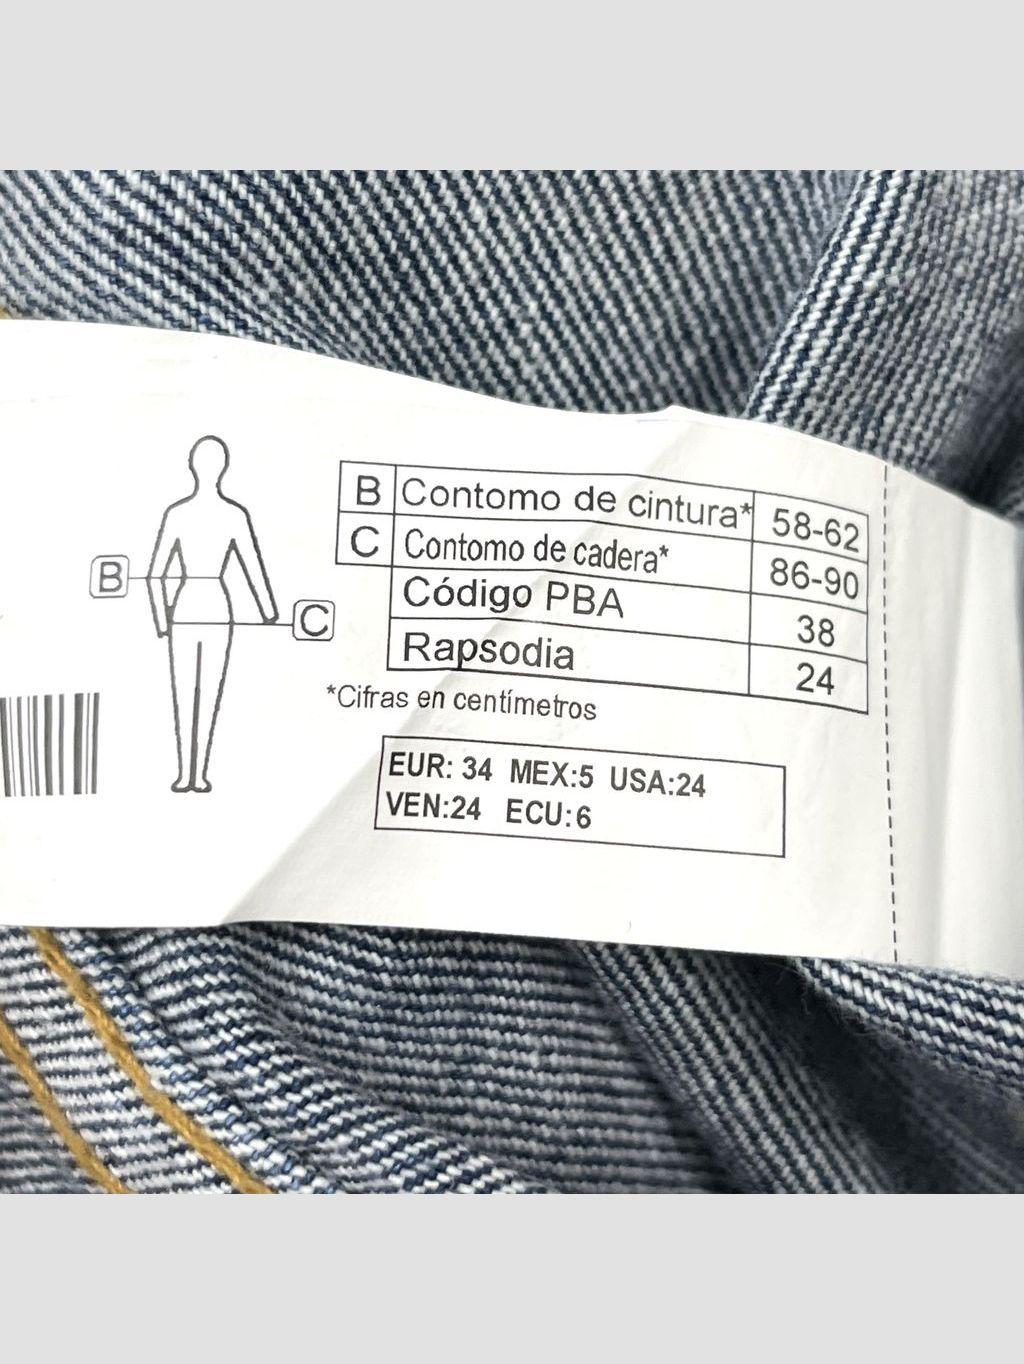 B Contomo de cintura* 58-62
C Contomo de cadera* 86-90
Código PBA 38
Rapsodia 24
B
C
*Cifras en centímetros
EUR: 34 MEX:5 USA:24
VEN:24 ECU:6